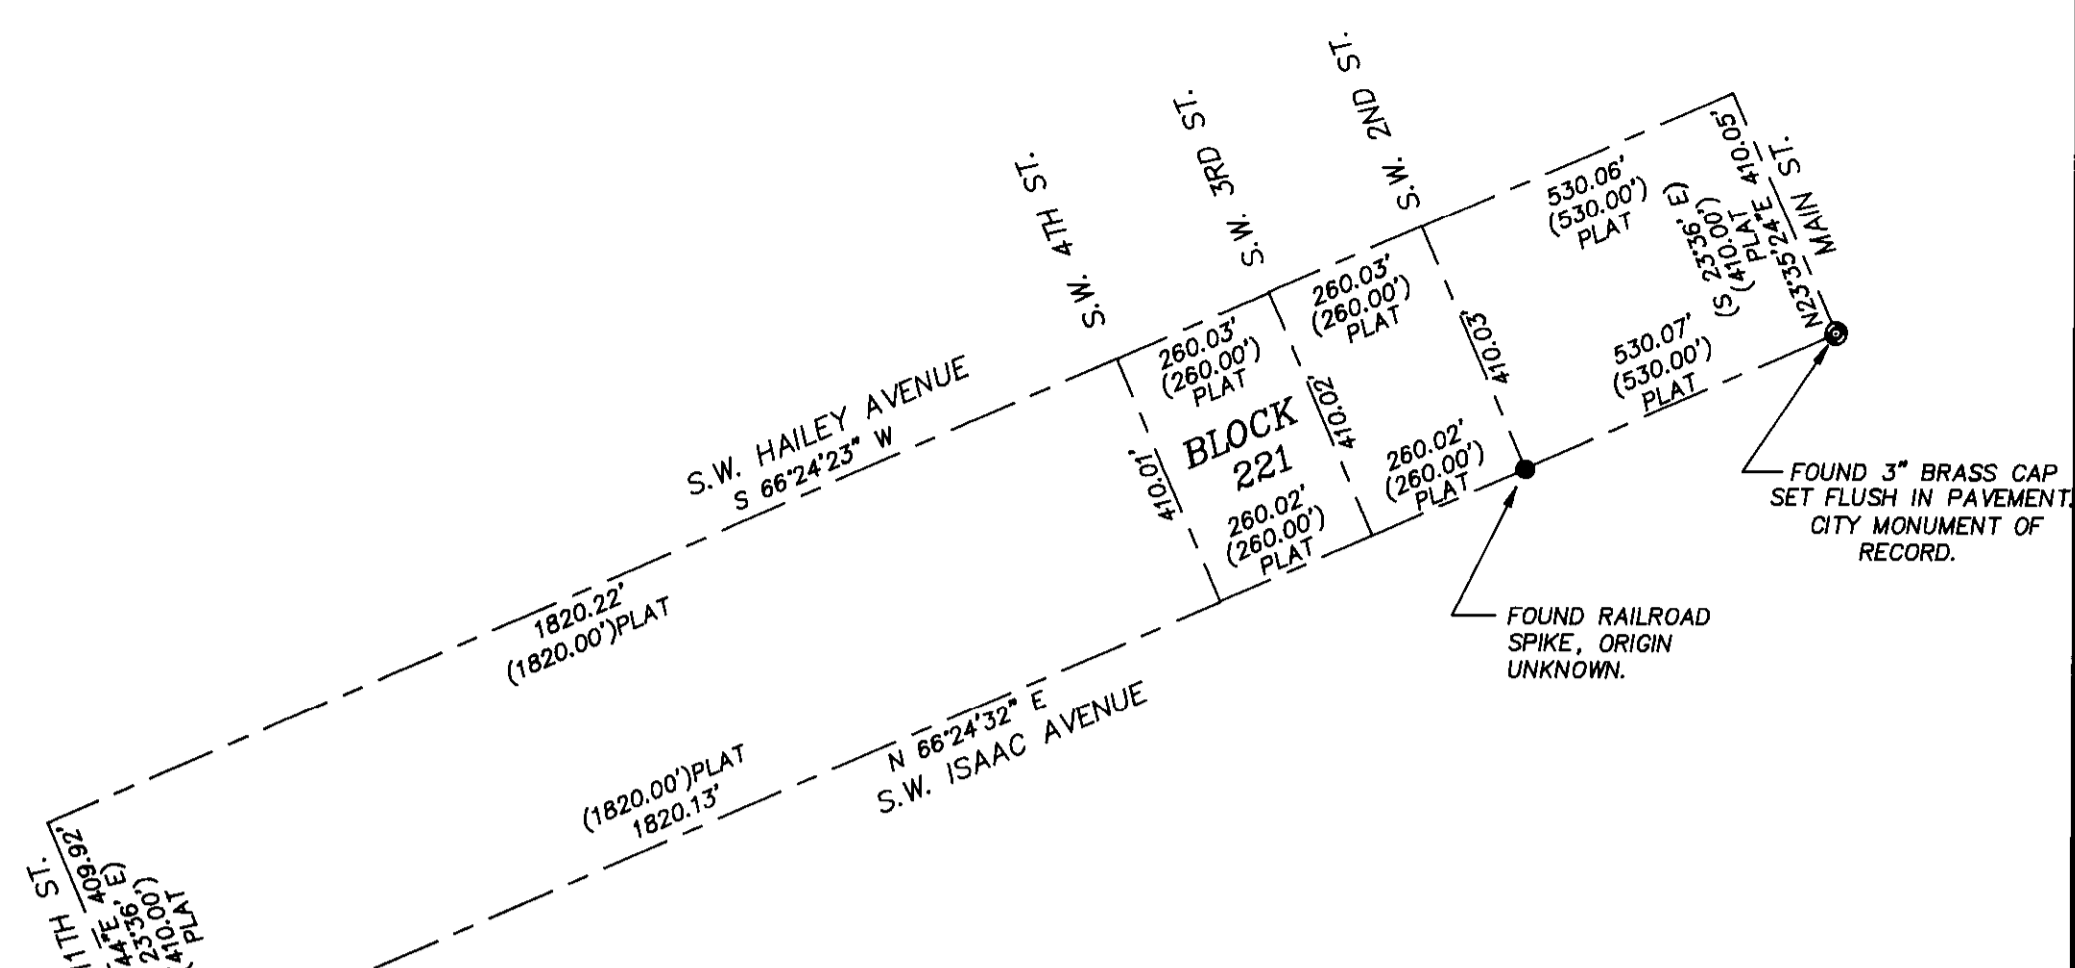 S.W. 4TH ST.
S.W. 3RD ST.
S.W. 2ND ST.
MAIN ST.
530.06'
(530.00')
PLAT
N23°35'24"E 410.05'
(S 23°36' E)
(410.00')
PLAT
260.03'
(260.00')
PLAT
260.03'
(260.00')
PLAT
410.03'
530.07'
(530.00')
PLAT
410.02'
410.01'
BLOCK
221
260.02'
(260.00')
PLAT
260.02'
(260.00')
PLAT
S.W. HAILEY AVENUE
S 66°24'23" W
1820.22'
(1820.00')PLAT
FOUND 3" BRASS CAP
SET FLUSH IN PAVEMENT.
CITY MONUMENT OF
RECORD.
FOUND RAILROAD
SPIKE, ORIGIN
UNKNOWN.
N 66°24'32" E
S.W. ISAAC AVENUE
(1820.00')PLAT
1820.13'
11TH ST.
44"E 409.92'
23°36' E)
(410.00')
PLAT